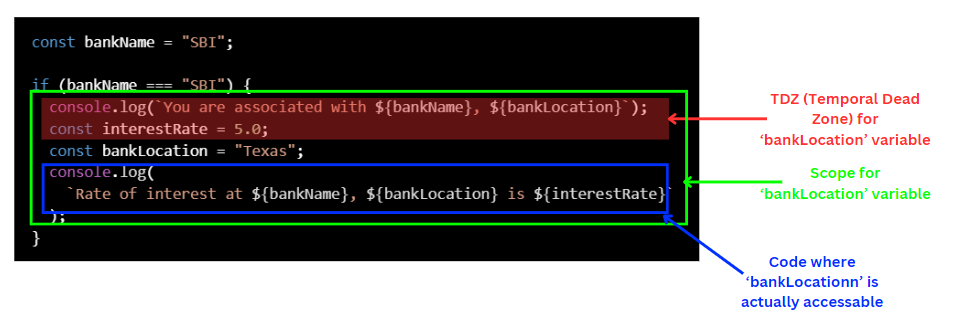 const bankName = "SBI";
if (bankName === "SBI") {
console.log(`You are associated with ${bankName}, ${bankLocation}`);
const interestRate = 5.0;
const bankLocation = "Texas";
console.log(
`Rate of interest at ${bankName}, ${bankLocation} is ${interestRate}`
);
}
TDZ (Temporal Dead
Zone) for
‘bankLocation’ variable
Scope for
‘bankLocation’ variable
Code where
‘bankLocationn’ is
actually accessable